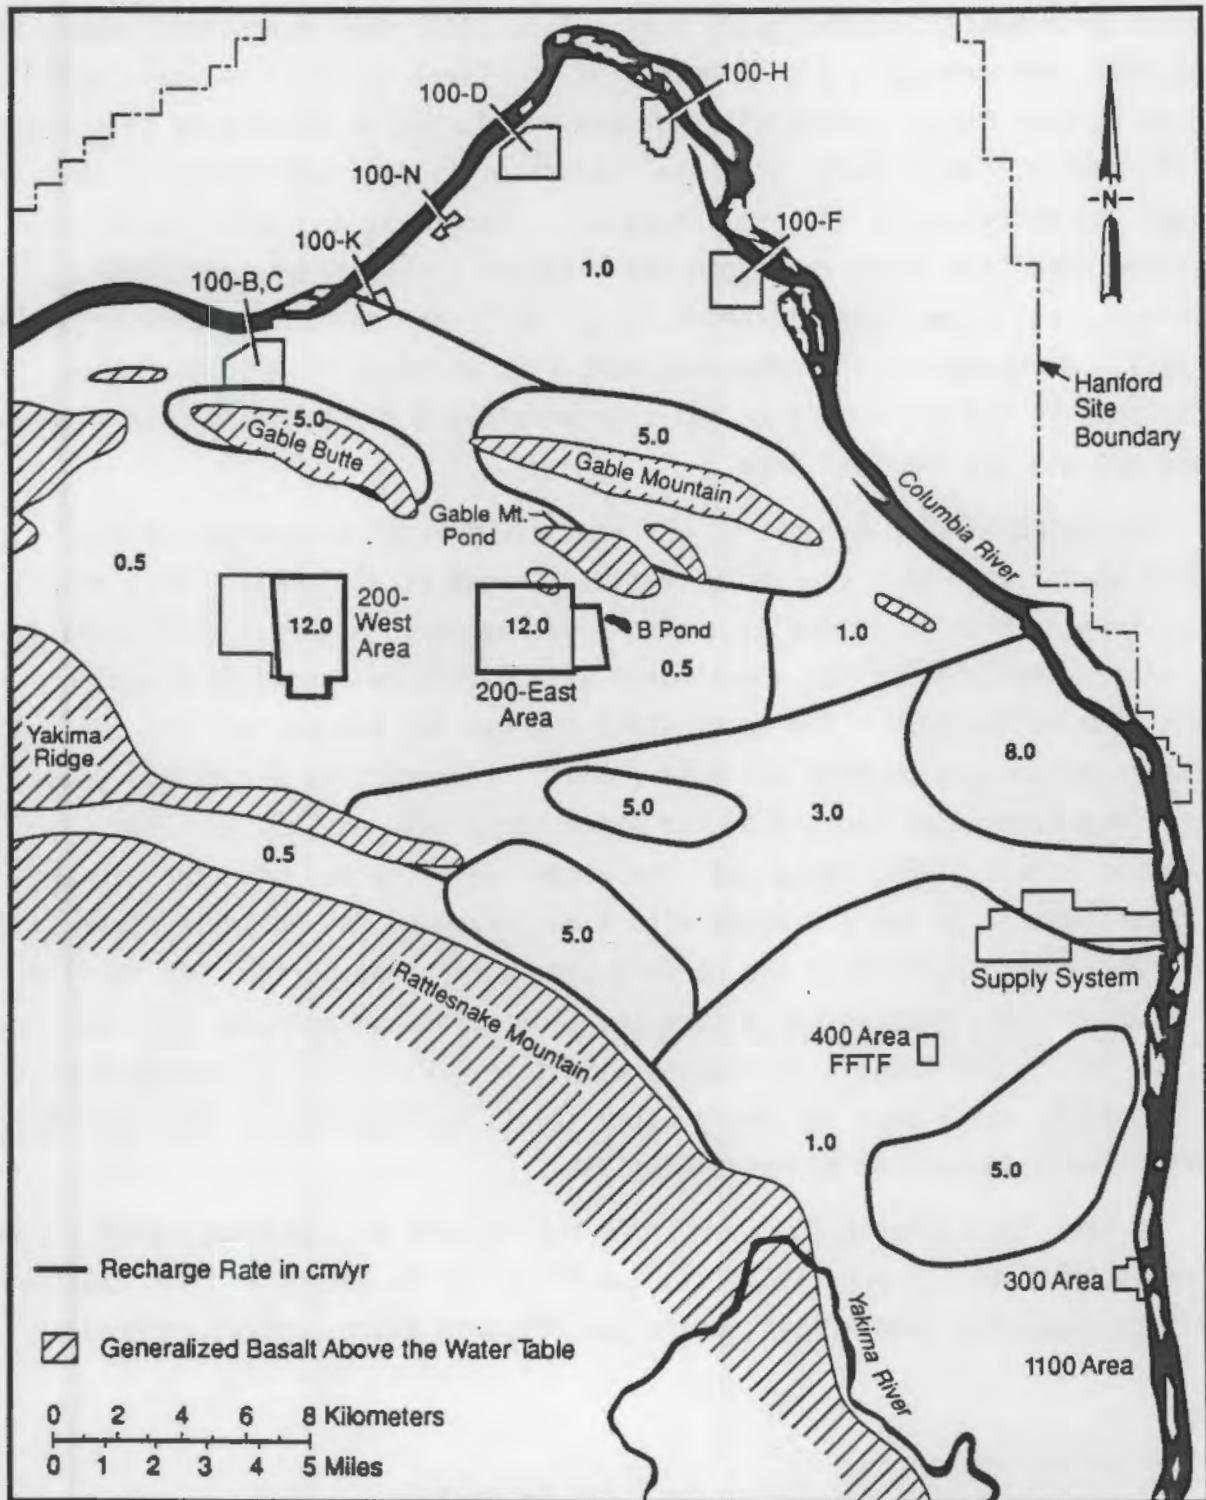 100-H
100-D
100-N
100-K
100-F
100-B,C
1.0
N
Hanford
Site
Boundary
5.0
Gable Butte
5.0
Gable Mountain
Gable Mt.
Pond
Columbia River
0.5
12.0
200-
West
Area
12.0
B Pond
0.5
1.0
200-East
Area
Yakima
Ridge
8.0
5.0
3.0
0.5
5.0
Supply System
Rattlesnake Mountain
400 Area
FFTF
1.0
5.0
Recharge Rate in cm/yr
300 Area
Generalized Basalt Above the Water Table
Yakima River
1100 Area
0 2 4 6 8 Kilometers
0 1 2 3 4 5 Miles